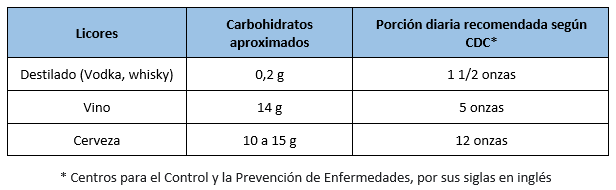 Licores
Carbohidratos
aproximados
Porción diaria recomendada según
CDC*
Destilado (Vodka, whisky)
0,2 g
1 1/2 onzas
Vino
14 g
5 onzas
Cerveza
10 a 15 g
12 onzas
* Centros para el Control y la Prevención de Enfermedades, por sus siglas en inglés